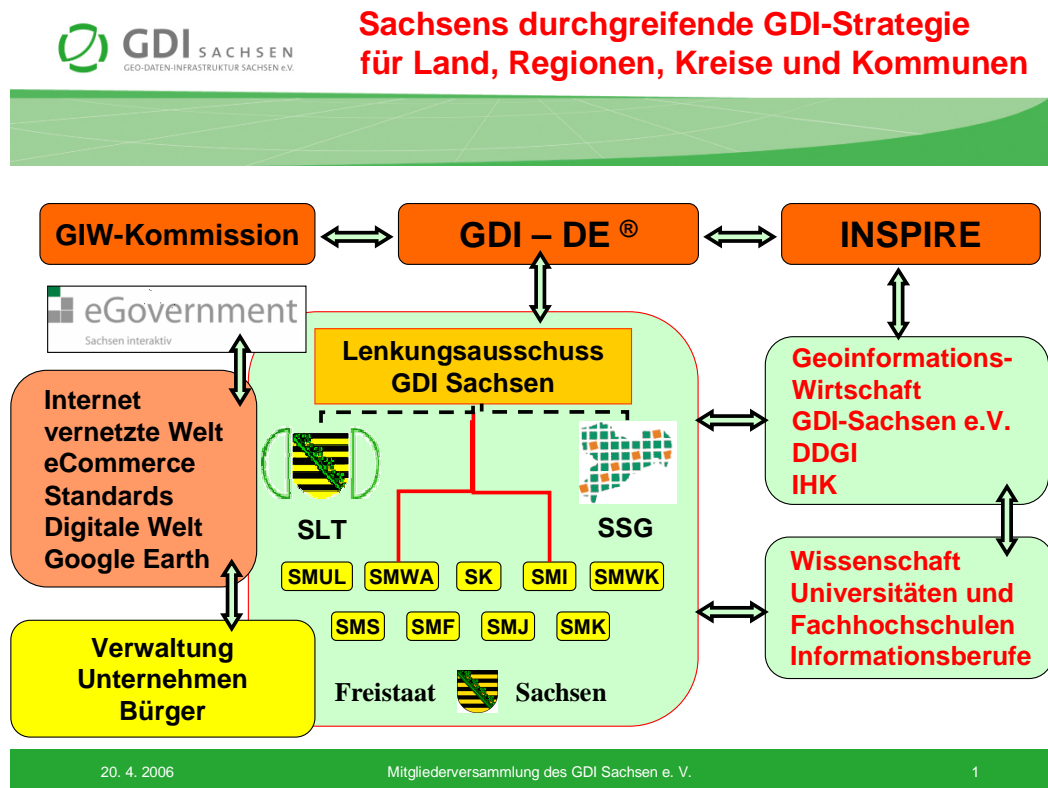 GDI SACHSEN
GEO-DATEN-INFRASTRUKTUR SACHSEN e.V.
Sachsens durchgreifende GDI-Strategie
für Land, Regionen, Kreise und Kommunen
GIW-Kommission
GDI – DE ®
INSPIRE
eGovernment
Sachsen interaktiv
Lenkungsausschuss
GDI Sachsen
Internet
vernetzte Welt
eCommerce
Standards
Digitale Welt
Google Earth
SLT
SSG
SMUL
SMWA
SK
SMI
SMWK
SMS
SMF
SMJ
SMK
Freistaat Sachsen
Verwaltung
Unternehmen
Bürger
Geoinformations-
Wirtschaft
GDI-Sachsen e.V.
DDGI
IHK
Wissenschaft
Universitäten und
Fachhochschulen
Informationsberufe
20. 4. 2006
Mitgliederversammlung des GDI Sachsen e. V.
1